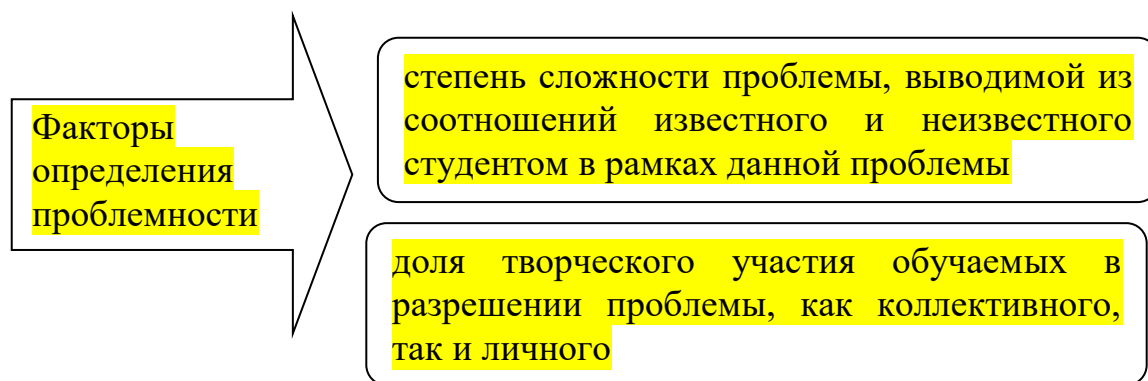 Факторы
определения
проблемности
степень сложности проблемы, выводимой из
соотношений известного и неизвестного
студентом в рамках данной проблемы
доля творческого участия обучаемых в
разрешении проблемы, как коллективного,
так и личного